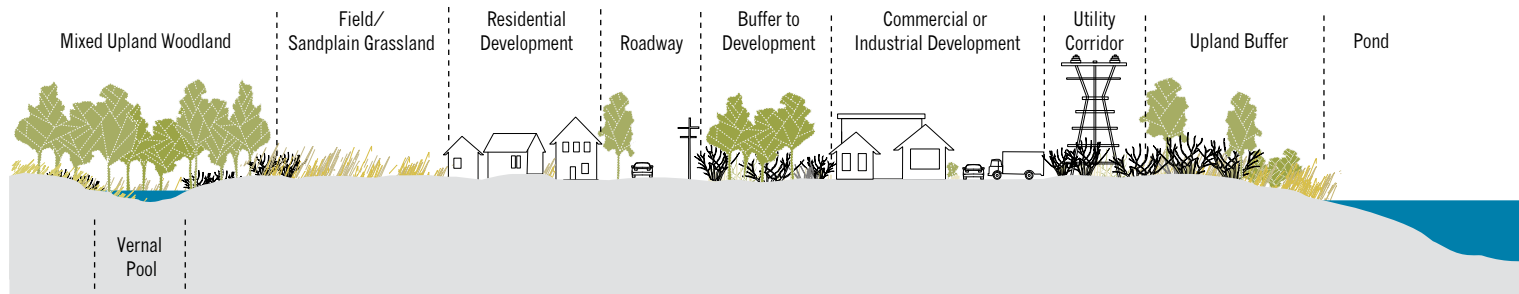 Mixed Upland Woodland
Field/
Sandplain Grassland
Residential
Development
Roadway
Buffer to
Development
Commercial or
Industrial Development
Utility
Corridor
Upland Buffer
Pond
Vernal
Pool